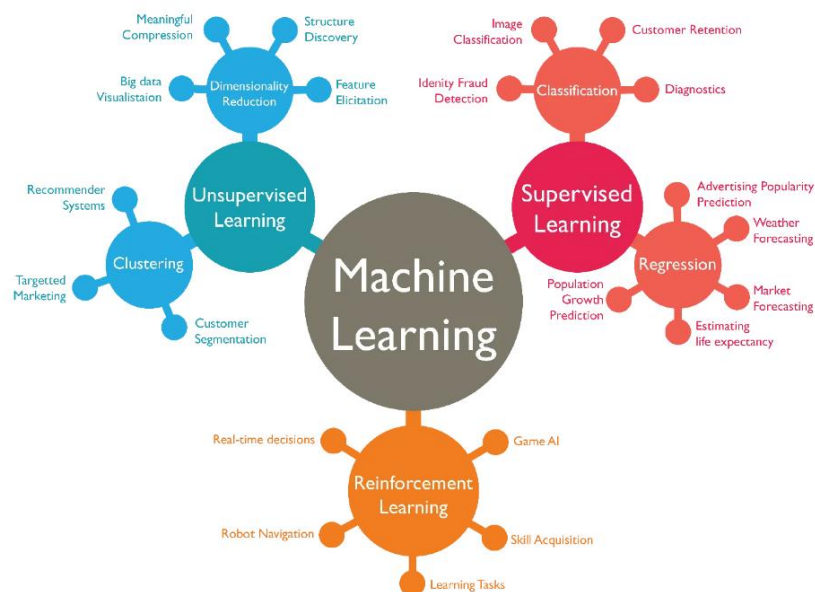 Meaningful
Compression
Structure
Discovery
Big data
Visualistaion
Dimensionality
Reduction
Feature
Elicitation
Image
Classification
Customer Retention
Idenity Fraud
Detection
Classification
Diagnostics
Recommender
Systems
Unsupervised
Learning
Clustering
Targetted
Marketing
Customer
Segmentation
Machine
Learning
Supervised
Learning
Advertising Popularity
Prediction
Weather
Forecasting
Regression
Population
Growth
Prediction
Market
Forecasting
Estimating
life expectancy
Real-time decisions
Game AI
Reinforcement
Learning
Robot Navigation
Skill Acquisition
Learning Tasks